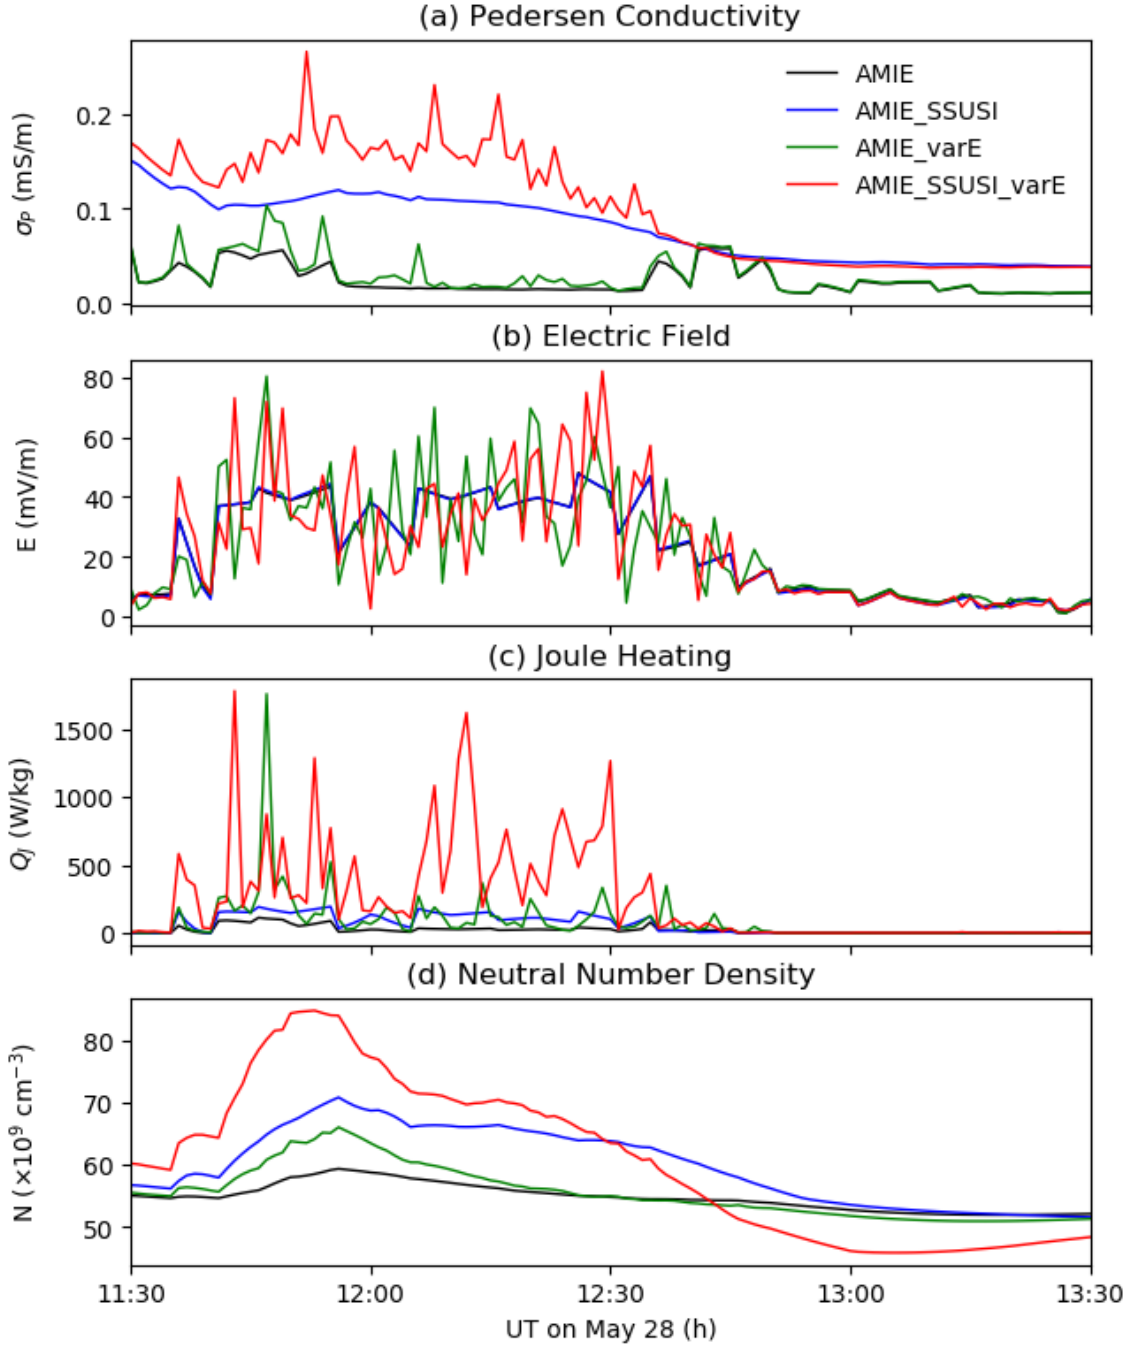 (a) Pedersen Conductivity
σP (mS/m)
0.2
0.1
0.0
AMIE
AMIE_SSUSI
AMIE_varE
AMIE_SSUSI_varE
(b) Electric Field
E (mV/m)
80
60
40
20
0
(c) Joule Heating
QJ (W/kg)
1500
1000
500
0
(d) Neutral Number Density
N (×10⁹ cm⁻³)
80
70
60
50
11:30 12:00 12:30 13:00 13:30
UT on May 28 (h)